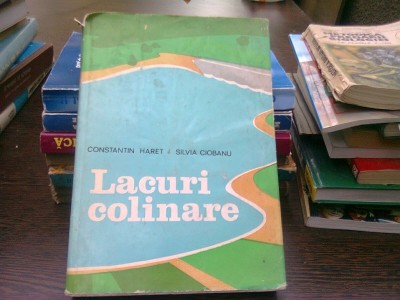 CONSTANTIN HARET & SILVIA CIOBANU
Lacuri
colinare